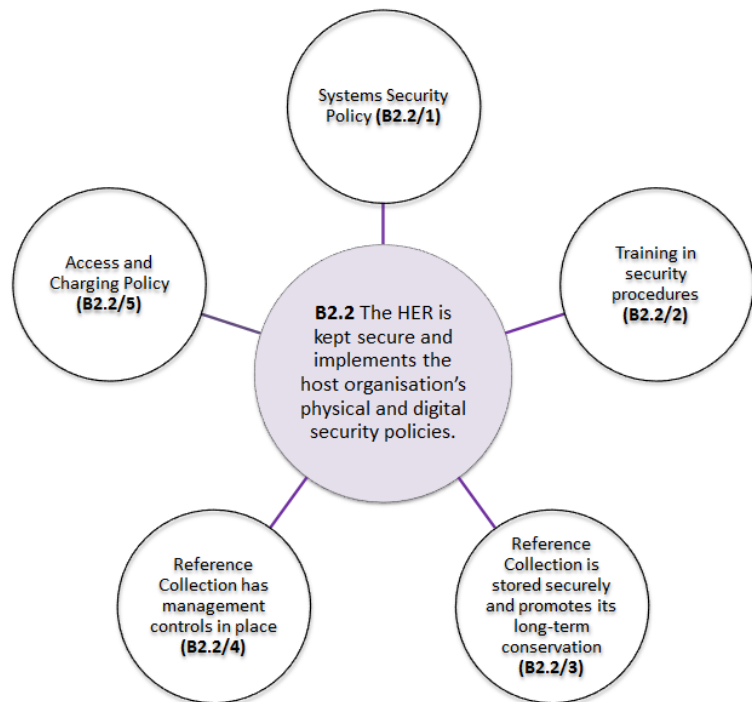 Systems Security
Policy (B2.2/1)
Access and
Charging Policy
(B2.2/5)
Training in
security
procedures
(B2.2/2)
B2.2 The HER is
kept secure and
implements the
host organisation's
physical and digital
security policies.
Reference
Collection has
management
controls in place
(B2.2/4)
Reference
Collection is
stored securely
and promotes its
long-term
conservation
(B2.2/3)